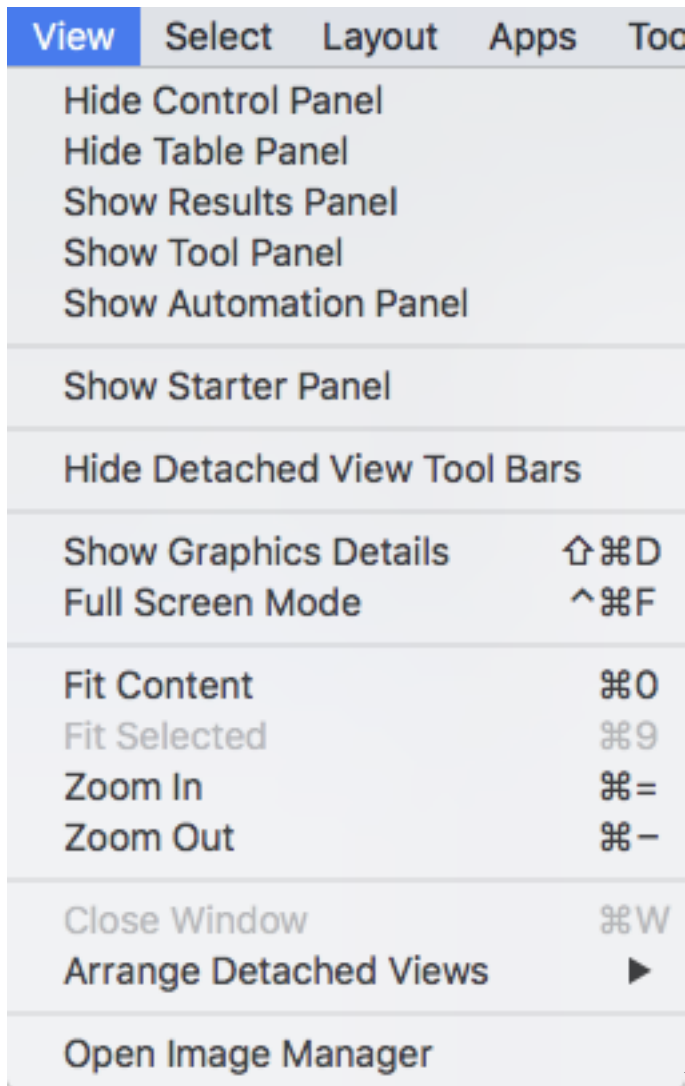 View Select Layout Apps Too
Hide Control Panel
Hide Table Panel
Show Results Panel
Show Tool Panel
Show Automation Panel
Show Starter Panel
Hide Detached View Tool Bars
Show Graphics Details ⇧⌘D
Full Screen Mode ^⌘F
Fit Content ⌘0
Fit Selected ⌘9
Zoom In ⌘=
Zoom Out ⌘−
Close Window ⌘W
Arrange Detached Views ▶
Open Image Manager